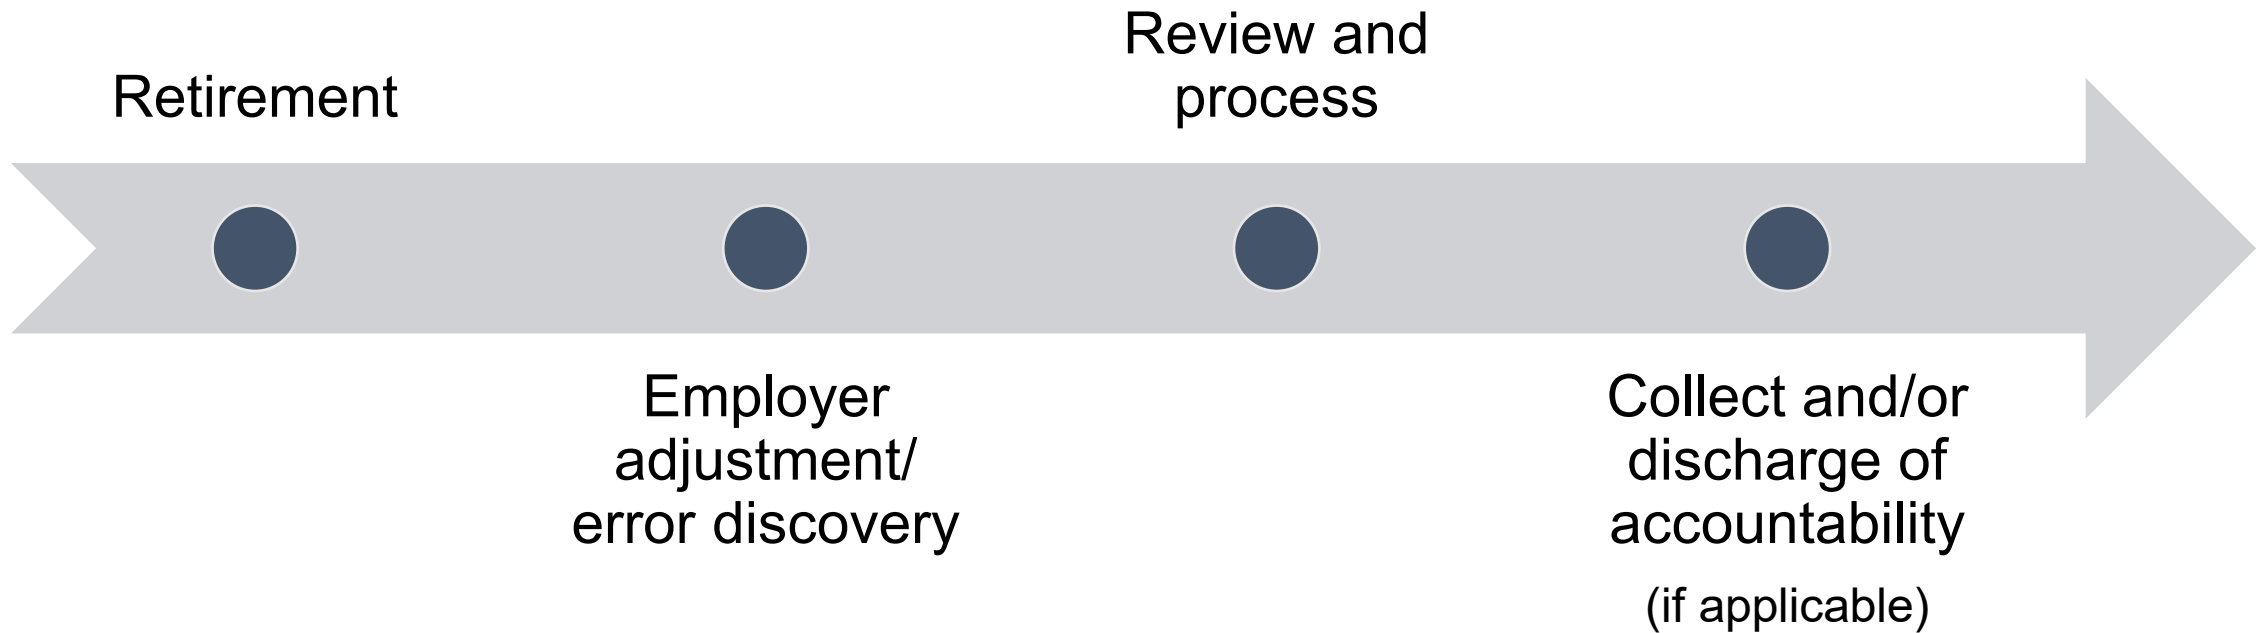 Retirement
Employer
adjustment/
error discovery
Review and
process
Collect and/or
discharge of
accountability
(if applicable)